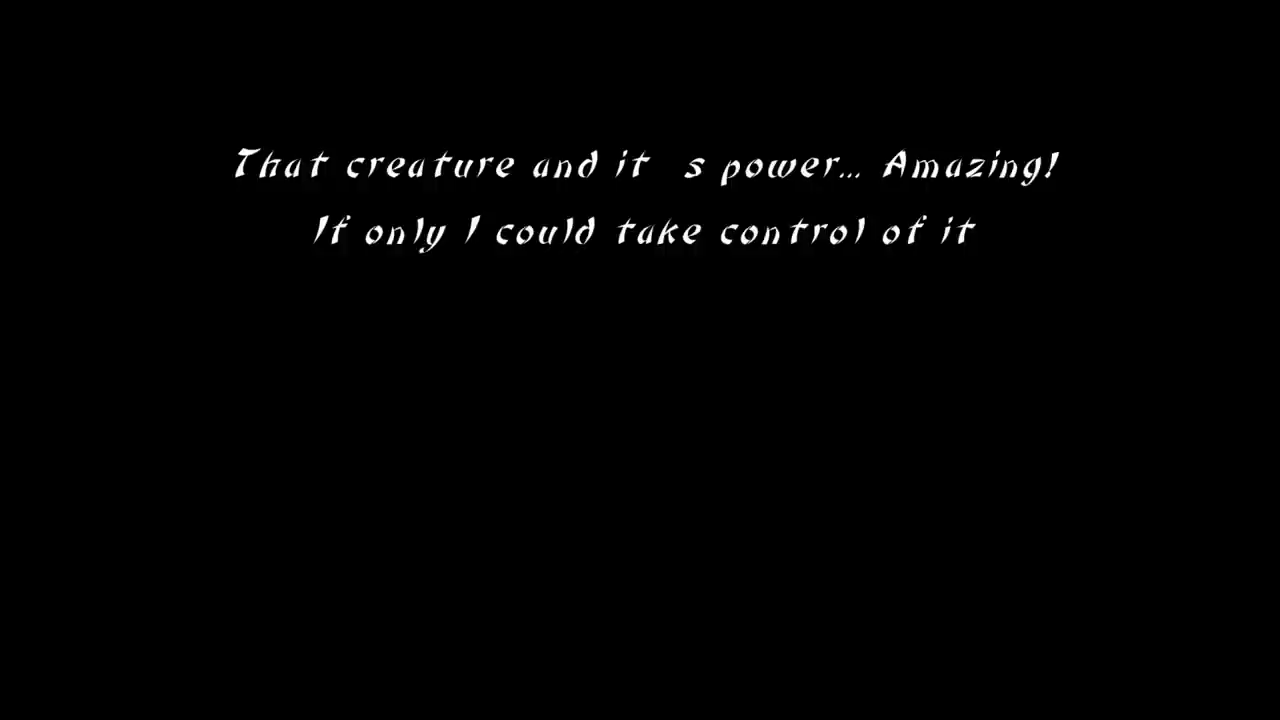 That creature and it s power... Amazing!
If only I could take control of it